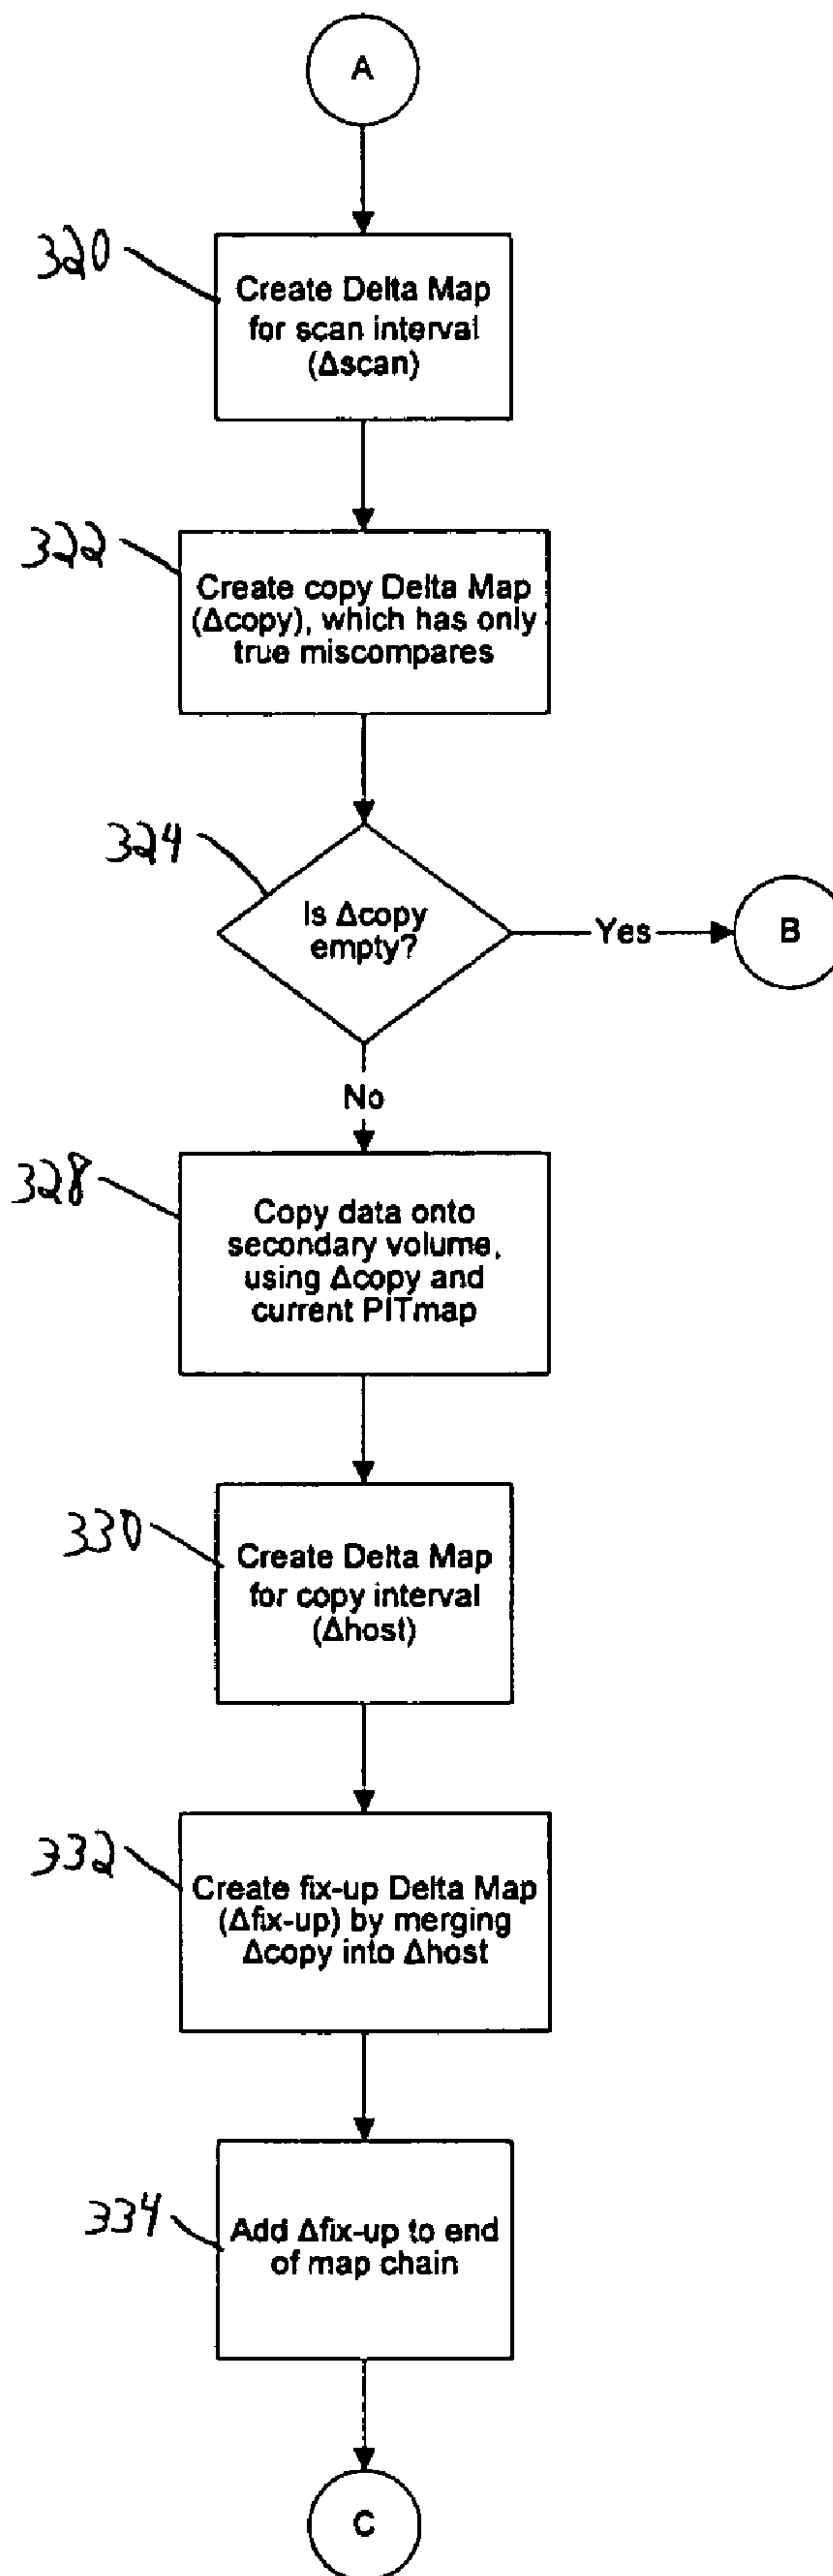 A
320
Create Delta Map
for scan interval
(Δscan)
322
Create copy Delta Map
(Δcopy), which has only
true miscompares
324
Is Δcopy
empty?
Yes
B
No
328
Copy data onto
secondary volume,
using Δcopy and
current PITmap
330
Create Delta Map
for copy interval
(Δhost)
332
Create fix-up Delta Map
(Δfix-up) by merging
Δcopy into Δhost
334
Add Δfix-up to end
of map chain
C